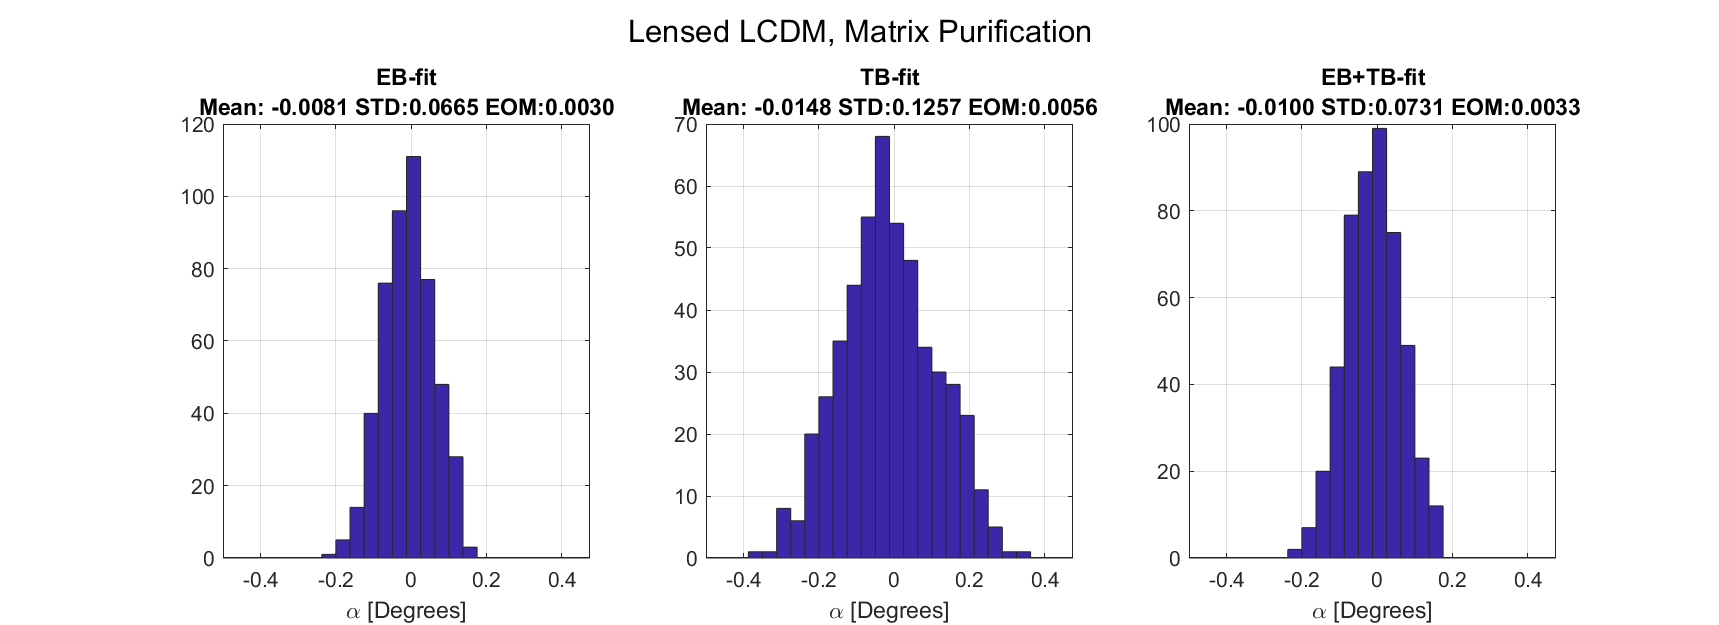 Lensed LCDM, Matrix Purification
EB-fit
Mean: -0.0081 STD:0.0665 EOM:0.0030
120
100
80
60
40
20
0
-0.4 -0.2 0 0.2 0.4
α [Degrees]
TB-fit
Mean: -0.0148 STD:0.1257 EOM:0.0056
70
60
50
40
30
20
10
0
-0.4 -0.2 0 0.2 0.4
α [Degrees]
EB+TB-fit
Mean: -0.0100 STD:0.0731 EOM:0.0033
100
80
60
40
20
0
-0.4 -0.2 0 0.2 0.4
α [Degrees]